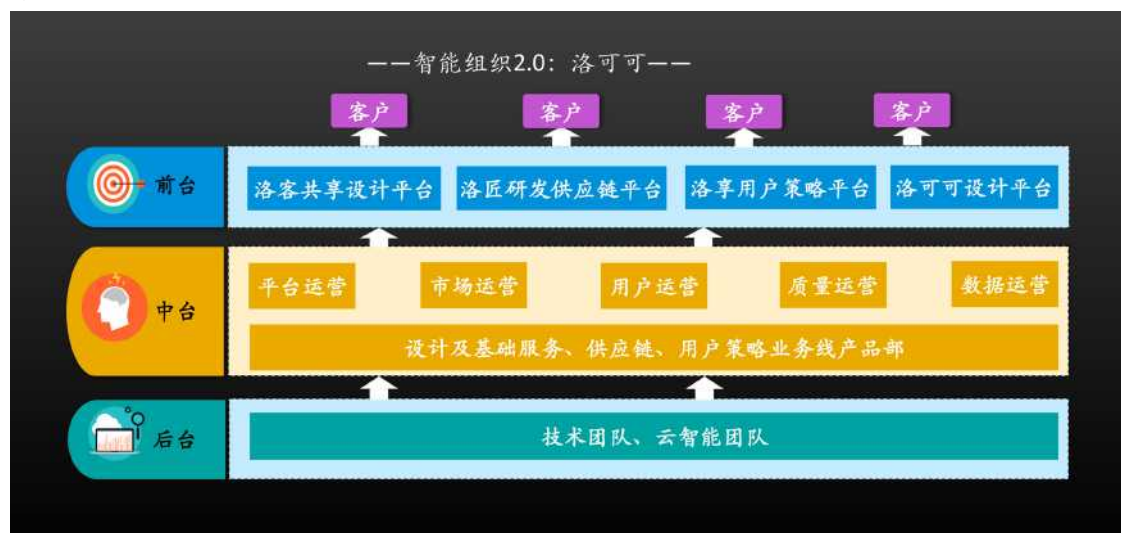 ——智能组织2.0：洛可可——
客户
客户
客户
客户
前台
洛客共享设计平台
洛匠研发供应链平台
洛享用户策略平台
洛可可设计平台
中台
平台运营
市场运营
用户运营
质量运营
数据运营
设计及基础服务、供应链、用户策略业务线产品部
后台
技术团队、云智能团队